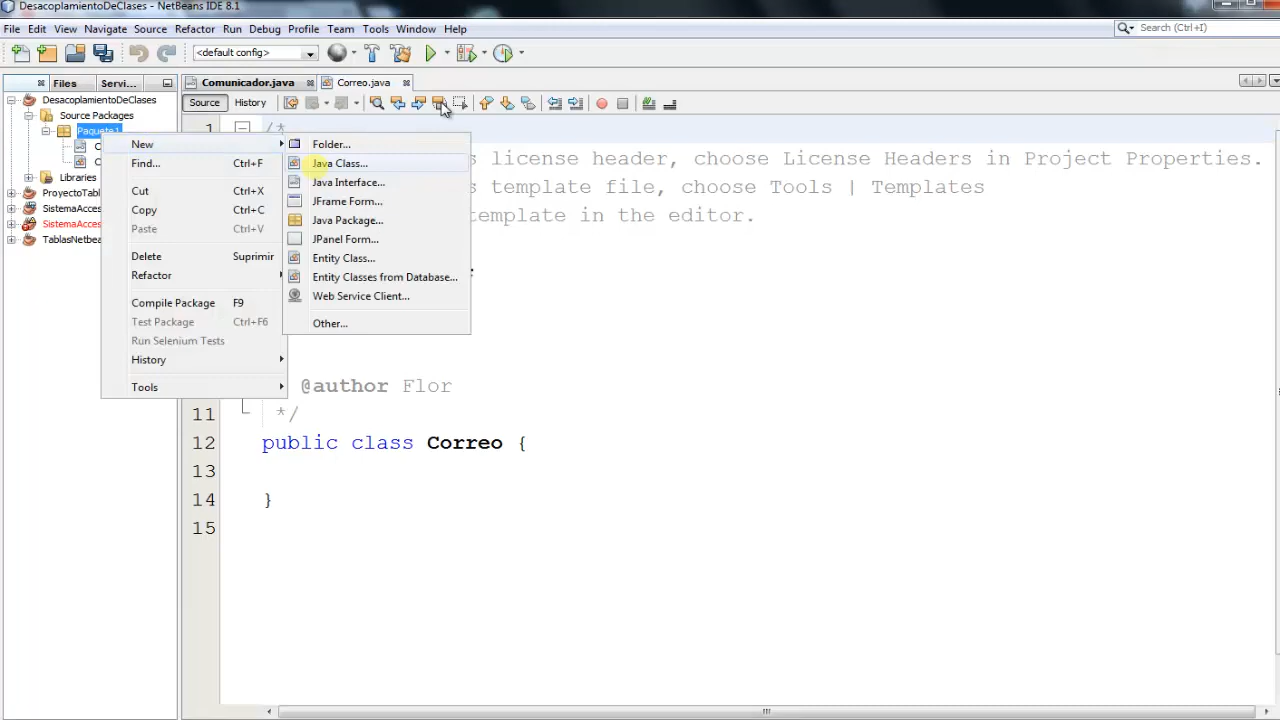 DesacoplamientoDeClases - NetBeans IDE 8.1
File Edit View Navigate Source Refactor Run Debug Profile Team Tools Window Help
Search (Ctrl+I)
<default config>
Files Servi...
Comunicador.java Correo.java
DesacoplamientoDeClases
Source History
Source Packages
Paquete1
1 /*
New
Folder...
Find... Ctrl+F
Java Class...
s license header, choose License Headers in Project Properties.
Libraries
Java Interface...
s template file, choose Tools | Templates
ProyectoTabl
Cut Ctrl+X
JFrame Form...
SistemaAcces
Copy Ctrl+C
Java Package...
template in the editor.
SistemaAcces
Paste Ctrl+V
JPanel Form...
TablasNetbea
Delete Suprimir
Entity Class...
Refactor
Entity Classes from Database...
;
Compile Package F9
Web Service Client...
Test Package Ctrl+F6
Other...
Run Selenium Tests
History
Tools
@author Flor
11 */
12 public class Correo {
13
14 }
15